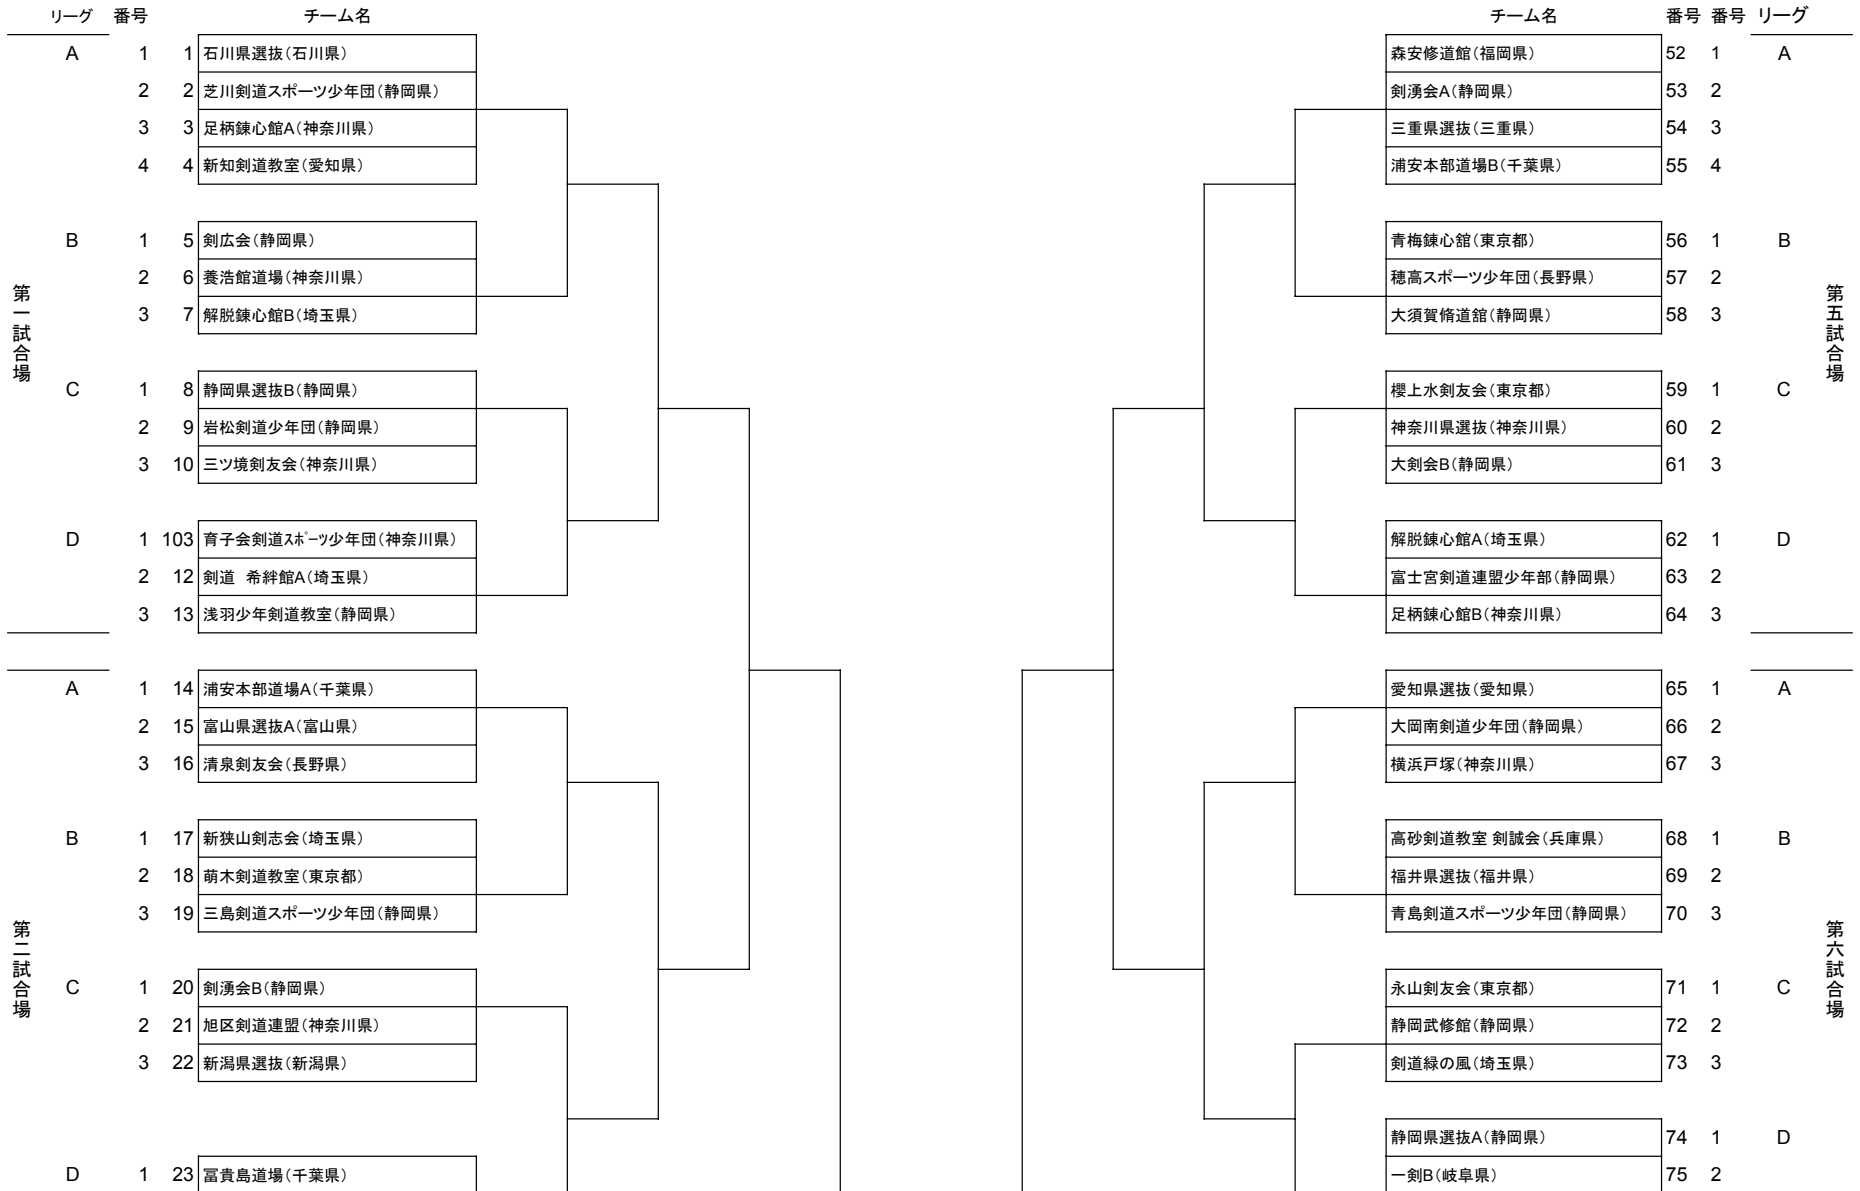 リーグ 番号 チーム名
第一試合場
A 1 1 石川県選抜(石川県)
2 2 芝川剣道スポーツ少年団(静岡県)
3 3 足柄錬心館A(神奈川県)
4 4 新知剣道教室(愛知県)
B 1 5 剣広会(静岡県)
2 6 養浩館道場(神奈川県)
3 7 解脱錬心館B(埼玉県)
C 1 8 静岡県選抜B(静岡県)
2 9 岩松剣道少年団(静岡県)
3 10 三ツ境剣友会(神奈川県)
D 1 103 育子会剣道スポーツ少年団(神奈川県)
2 12 剣道 希絆館A(埼玉県)
3 13 浅羽少年剣道教室(静岡県)
第二試合場
A 1 14 浦安本部道場A(千葉県)
2 15 富山県選抜A(富山県)
3 16 清泉剣友会(長野県)
B 1 17 新狭山剣志会(埼玉県)
2 18 萌木剣道教室(東京都)
3 19 三島剣道スポーツ少年団(静岡県)
C 1 20 剣湧会B(静岡県)
2 21 旭区剣道連盟(神奈川県)
3 22 新潟県選抜(新潟県)
D 1 23 冨貴島道場(千葉県)
チーム名 番号 番号 リーグ
第五試合場
森安修道館(福岡県) 52 1 A
剣湧会A(静岡県) 53 2
三重県選抜(三重県) 54 3
浦安本部道場B(千葉県) 55 4
青梅錬心舘(東京都) 56 1 B
穂高スポーツ少年団(長野県) 57 2
大須賀脩道舘(静岡県) 58 3
櫻上水剣友会(東京都) 59 1 C
神奈川県選抜(神奈川県) 60 2
大剣会B(静岡県) 61 3
解脱錬心館A(埼玉県) 62 1 D
富士宮剣道連盟少年部(静岡県) 63 2
足柄錬心館B(神奈川県) 64 3
第六試合場
愛知県選抜(愛知県) 65 1 A
大岡南剣道少年団(静岡県) 66 2
横浜戸塚(神奈川県) 67 3
高砂剣道教室 剣誠会(兵庫県) 68 1 B
福井県選抜(福井県) 69 2
青島剣道スポーツ少年団(静岡県) 70 3
永山剣友会(東京都) 71 1 C
静岡武修館(静岡県) 72 2
剣道緑の風(埼玉県) 73 3
静岡県選抜A(静岡県) 74 1 D
一剣B(岐阜県) 75 2